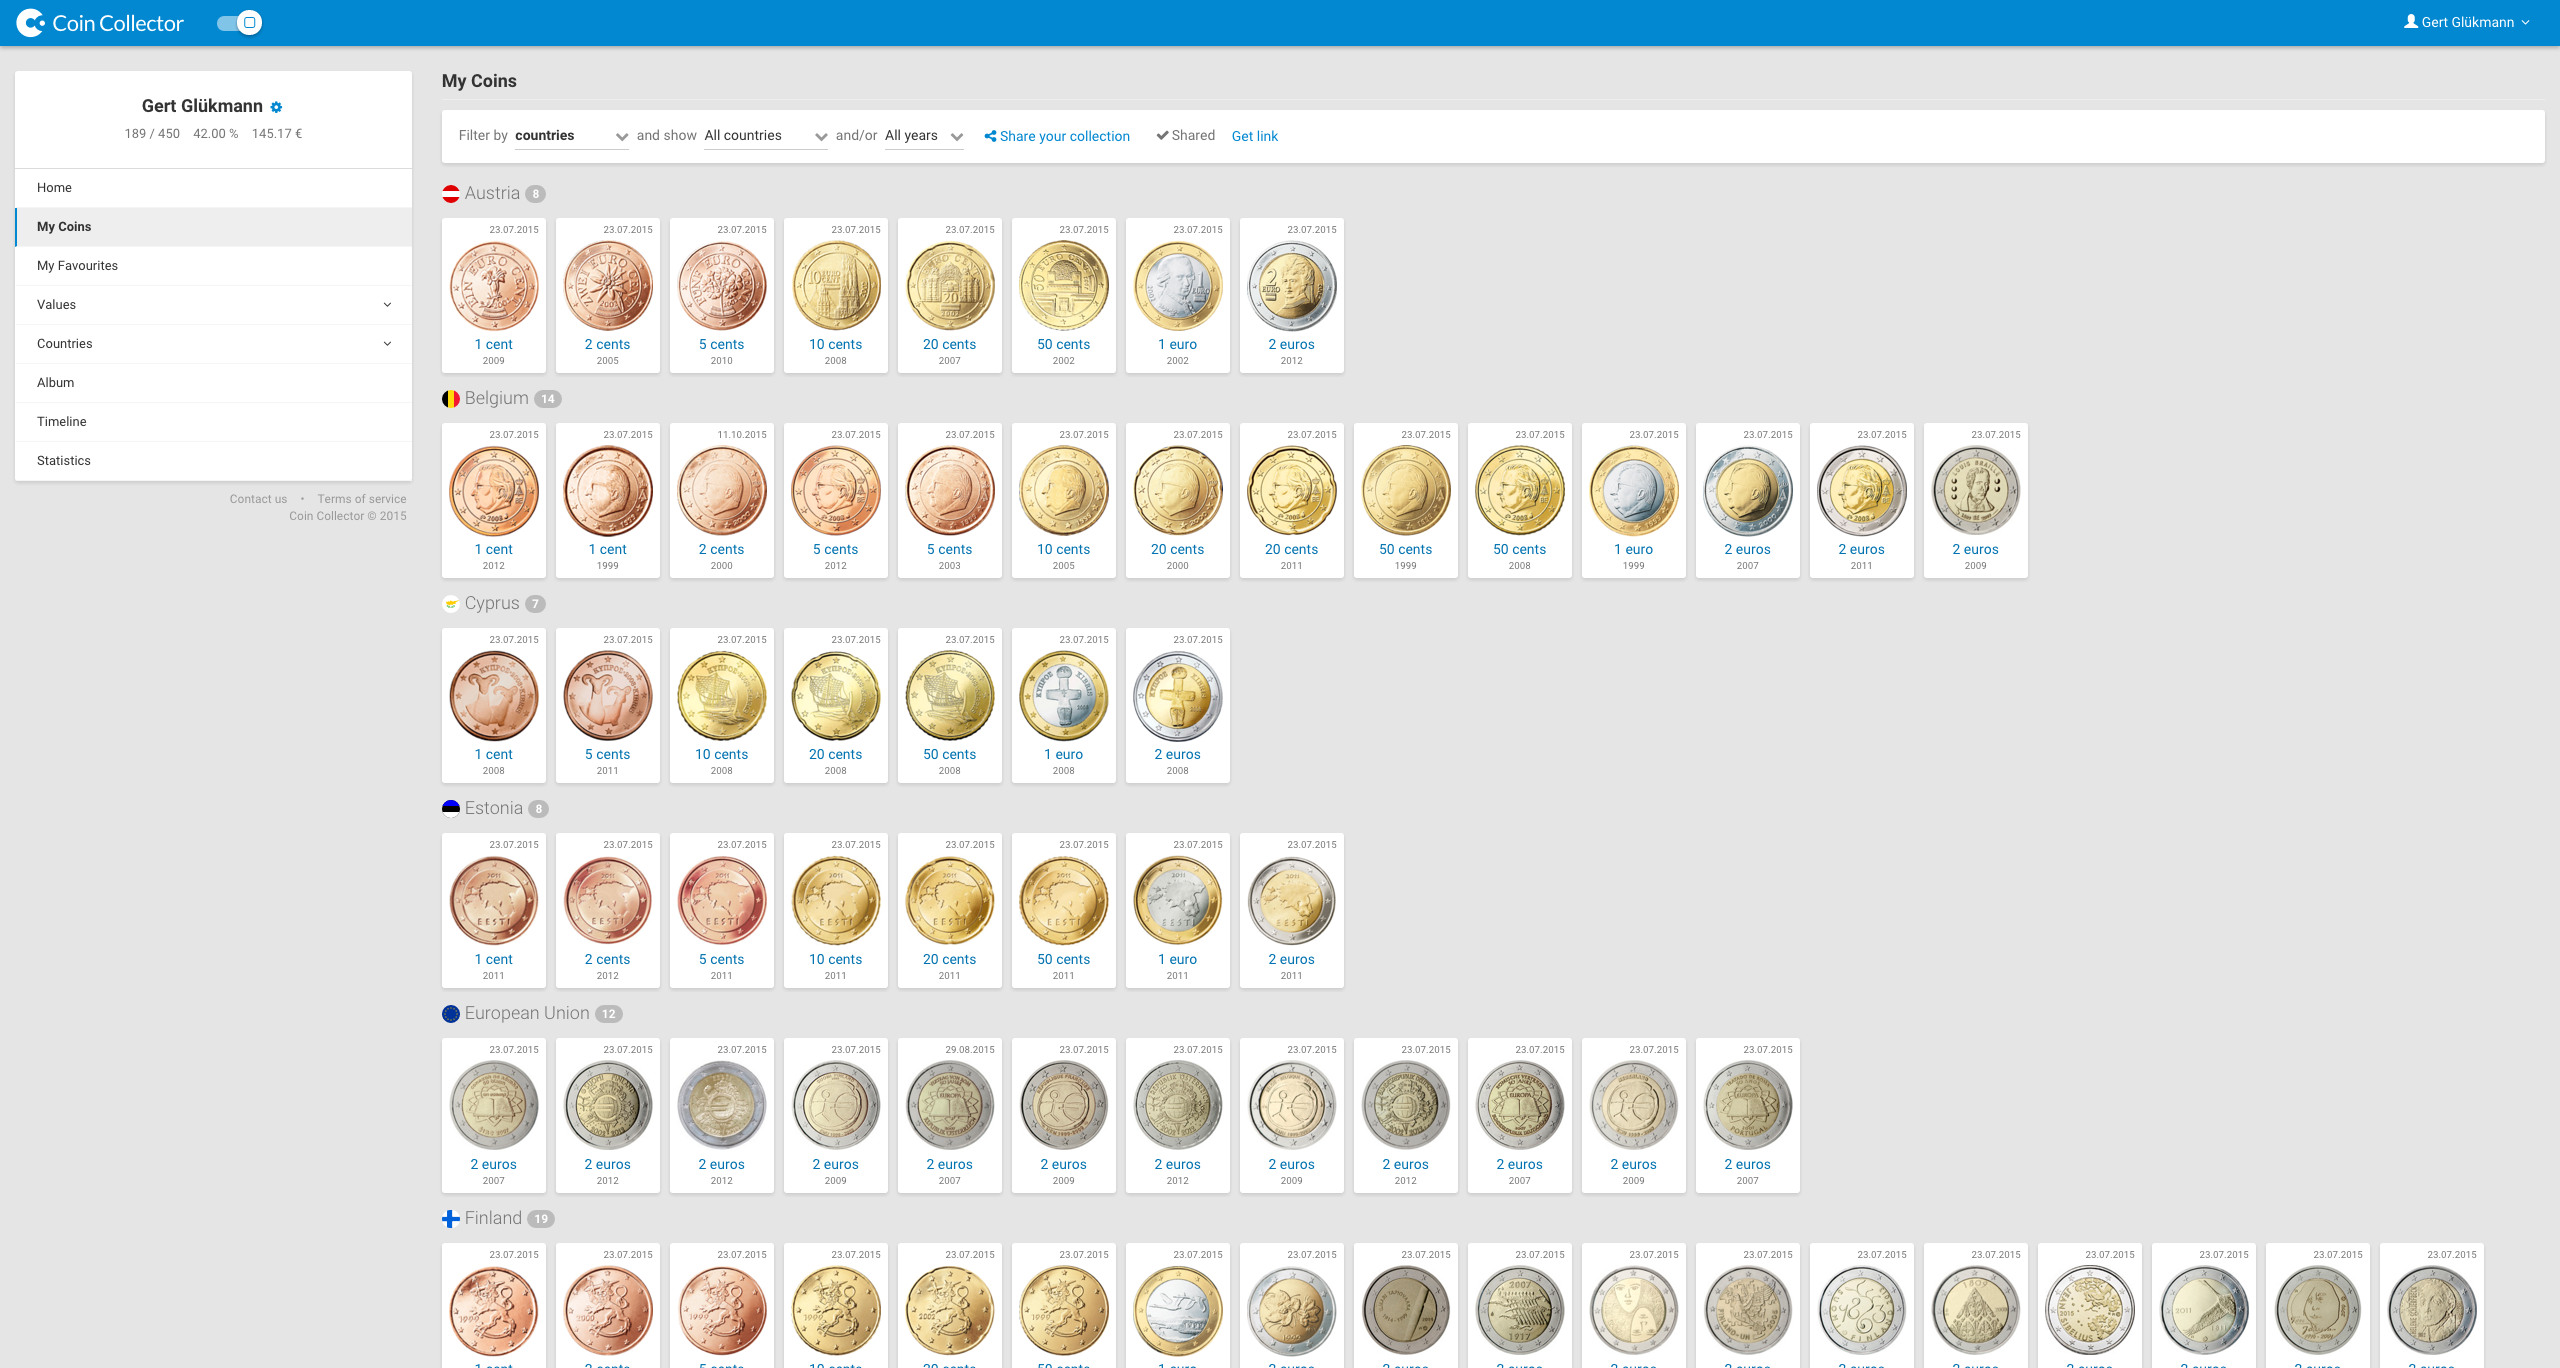 Coin Collector
Gert Glükmann
Gert Glükmann
189 / 450 42.00 % 145.17 €
Home
My Coins
My Favourites
Values
Countries
Album
Timeline
Statistics
Contact us • Terms of service
Coin Collector © 2015
My Coins
Filter by countries and show All countries and/or All years Share your collection Shared Get link
Austria 8
23.07.2015 23.07.2015 23.07.2015 23.07.2015 23.07.2015 23.07.2015 23.07.2015 23.07.2015
1 cent 2 cents 5 cents 10 cents 20 cents 50 cents 1 euro 2 euros
2009 2005 2010 2008 2007 2002 2002 2012
Belgium 14
23.07.2015 23.07.2015 11.10.2015 23.07.2015 23.07.2015 23.07.2015 23.07.2015 23.07.2015 23.07.2015 23.07.2015 23.07.2015 23.07.2015 23.07.2015 23.07.2015
1 cent 1 cent 2 cents 5 cents 5 cents 10 cents 20 cents 20 cents 50 cents 50 cents 1 euro 2 euros 2 euros 2 euros
2012 1999 2000 2012 2003 2005 2000 2011 1999 2008 1999 2007 2011 2009
Cyprus 7
23.07.2015 23.07.2015 23.07.2015 23.07.2015 23.07.2015 23.07.2015 23.07.2015
1 cent 5 cents 10 cents 20 cents 50 cents 1 euro 2 euros
2008 2011 2008 2008 2008 2008 2008
Estonia 8
23.07.2015 23.07.2015 23.07.2015 23.07.2015 23.07.2015 23.07.2015 23.07.2015 23.07.2015
1 cent 2 cents 5 cents 10 cents 20 cents 50 cents 1 euro 2 euros
2011 2012 2011 2011 2011 2011 2011 2011
European Union 12
23.07.2015 23.07.2015 23.07.2015 23.07.2015 29.08.2015 23.07.2015 23.07.2015 23.07.2015 23.07.2015 23.07.2015 23.07.2015 23.07.2015
2 euros 2 euros 2 euros 2 euros 2 euros 2 euros 2 euros 2 euros 2 euros 2 euros 2 euros 2 euros
2007 2012 2012 2009 2007 2009 2012 2009 2012 2007 2009 2007
Finland 19
23.07.2015 23.07.2015 23.07.2015 23.07.2015 23.07.2015 23.07.2015 23.07.2015 23.07.2015 23.07.2015 23.07.2015 23.07.2015 23.07.2015 23.07.2015 23.07.2015 23.07.2015 23.07.2015 23.07.2015 23.07.2015